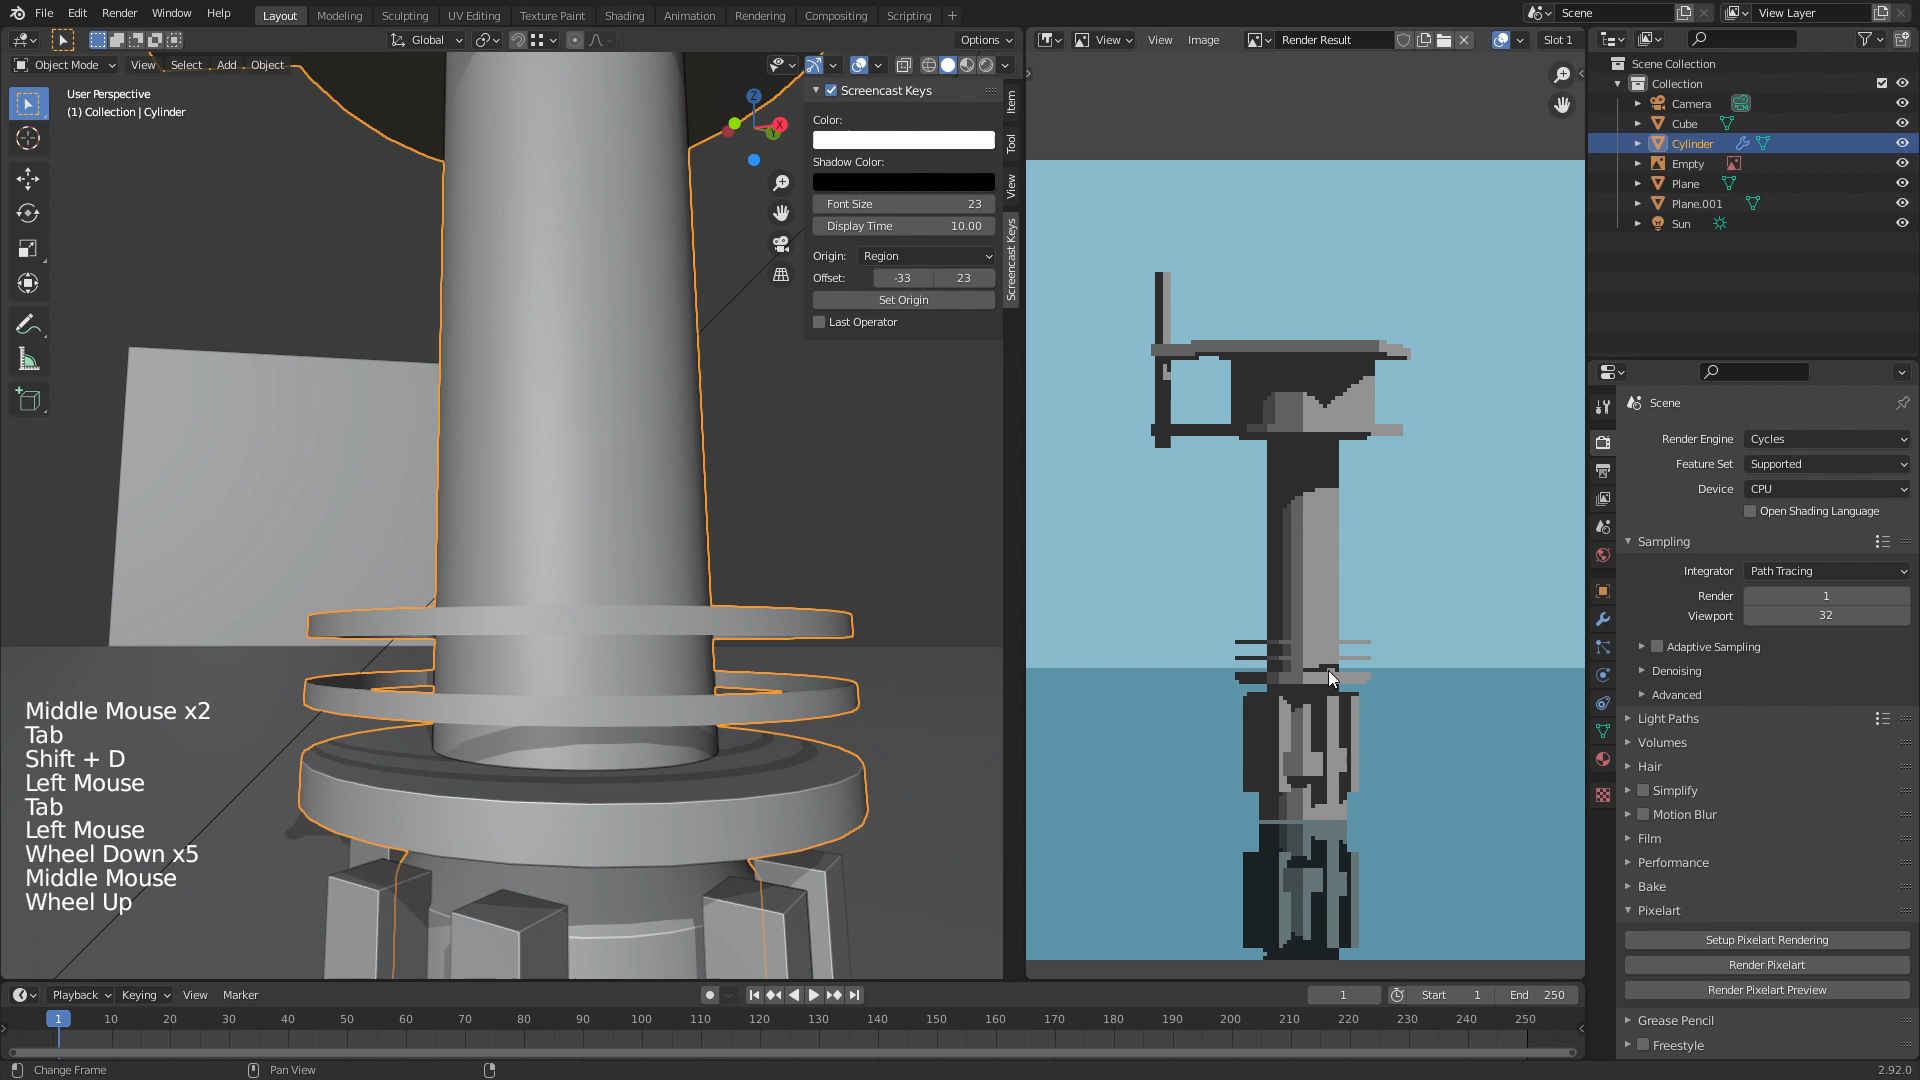 File Edit Render Window Help Layout Modeling Sculpting UV Editing Texture Paint Shading Animation Rendering Compositing Scripting + Scene View Layer
Global Options View View Image Render Result Slot 1
Object Mode View Select Add Object
User Perspective
(1) Collection | Cylinder
Z
X
Y
Screencast Keys
Color:
Shadow Color:
Font Size 23
Display Time 10.00
Origin: Region
Offset: -33 23
Set Origin
Last Operator
Item
Tool
View
Screencast Keys
Middle Mouse x2
Tab
Shift + D
Left Mouse
Tab
Left Mouse
Wheel Down x5
Middle Mouse
Wheel Up
Scene Collection
Collection
Camera
Cube
Cylinder
Empty
Plane
Plane.001
Sun
Scene
Render Engine Cycles
Feature Set Supported
Device CPU
Open Shading Language
Sampling
Integrator Path Tracing
Render 1
Viewport 32
Adaptive Sampling
Denoising
Advanced
Light Paths
Volumes
Hair
Simplify
Motion Blur
Film
Performance
Bake
Pixelart
Setup Pixelart Rendering
Render Pixelart
Render Pixelart Preview
Grease Pencil
Freestyle
Playback Keying View Marker 1 Start 1 End 250
1 10 20 30 40 50 60 70 80 90 100 110 120 130 140 150 160 170 180 190 200 210 220 230 240 250
Change Frame Pan View 2.92.0